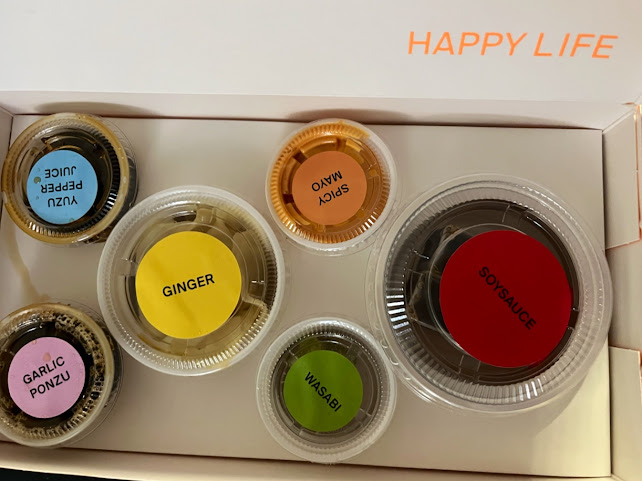 HAPPY LIFE
YUZU
PEPPER
JUICE
SPICY
MAYO
GINGER
SOYSAUCE
GARLIC
PONZU
WASABI